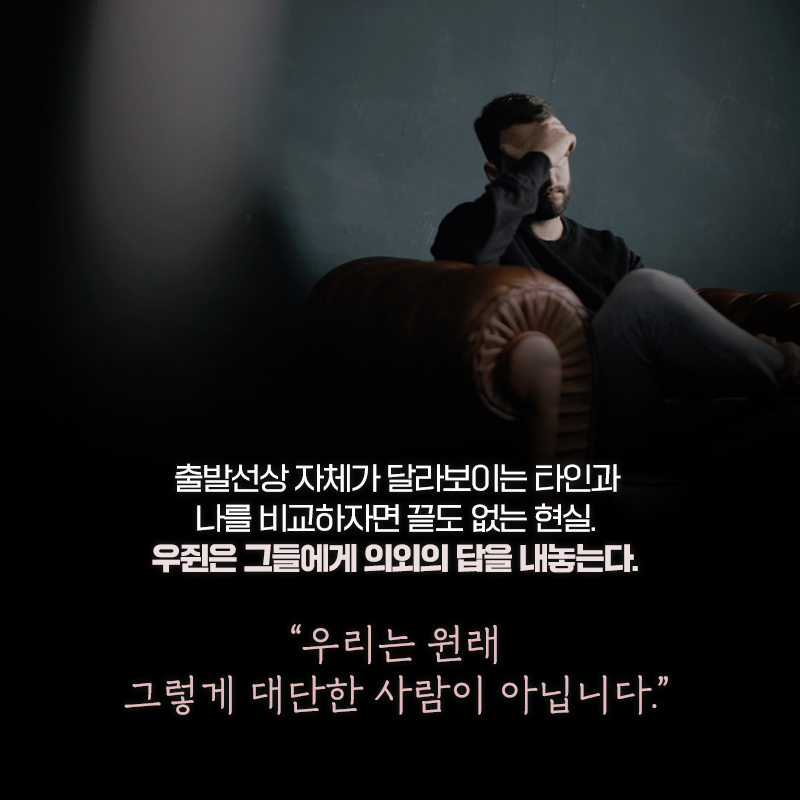 출발선상 자체가 달라보이는 타인과
나를 비교하자면 끝도 없는 현실.
우쥔은 그들에게 의외의 답을 내놓는다.
“우리는 원래
그렇게 대단한 사람이 아닙니다.”